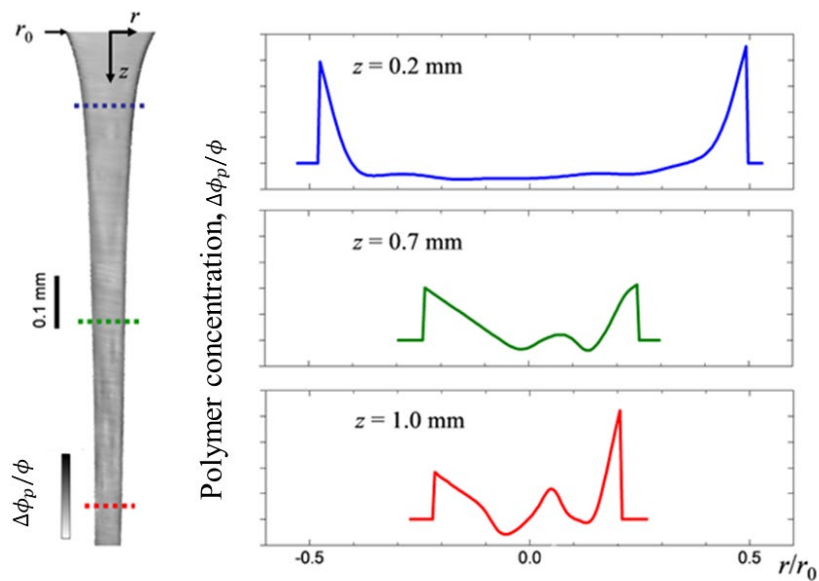 r₀
r
z
0.1 mm
Δϕₚ/ϕ
Polymer concentration, Δϕₚ/ϕ
z = 0.2 mm
z = 0.7 mm
z = 1.0 mm
-0.5
0.0
0.5
r/r₀